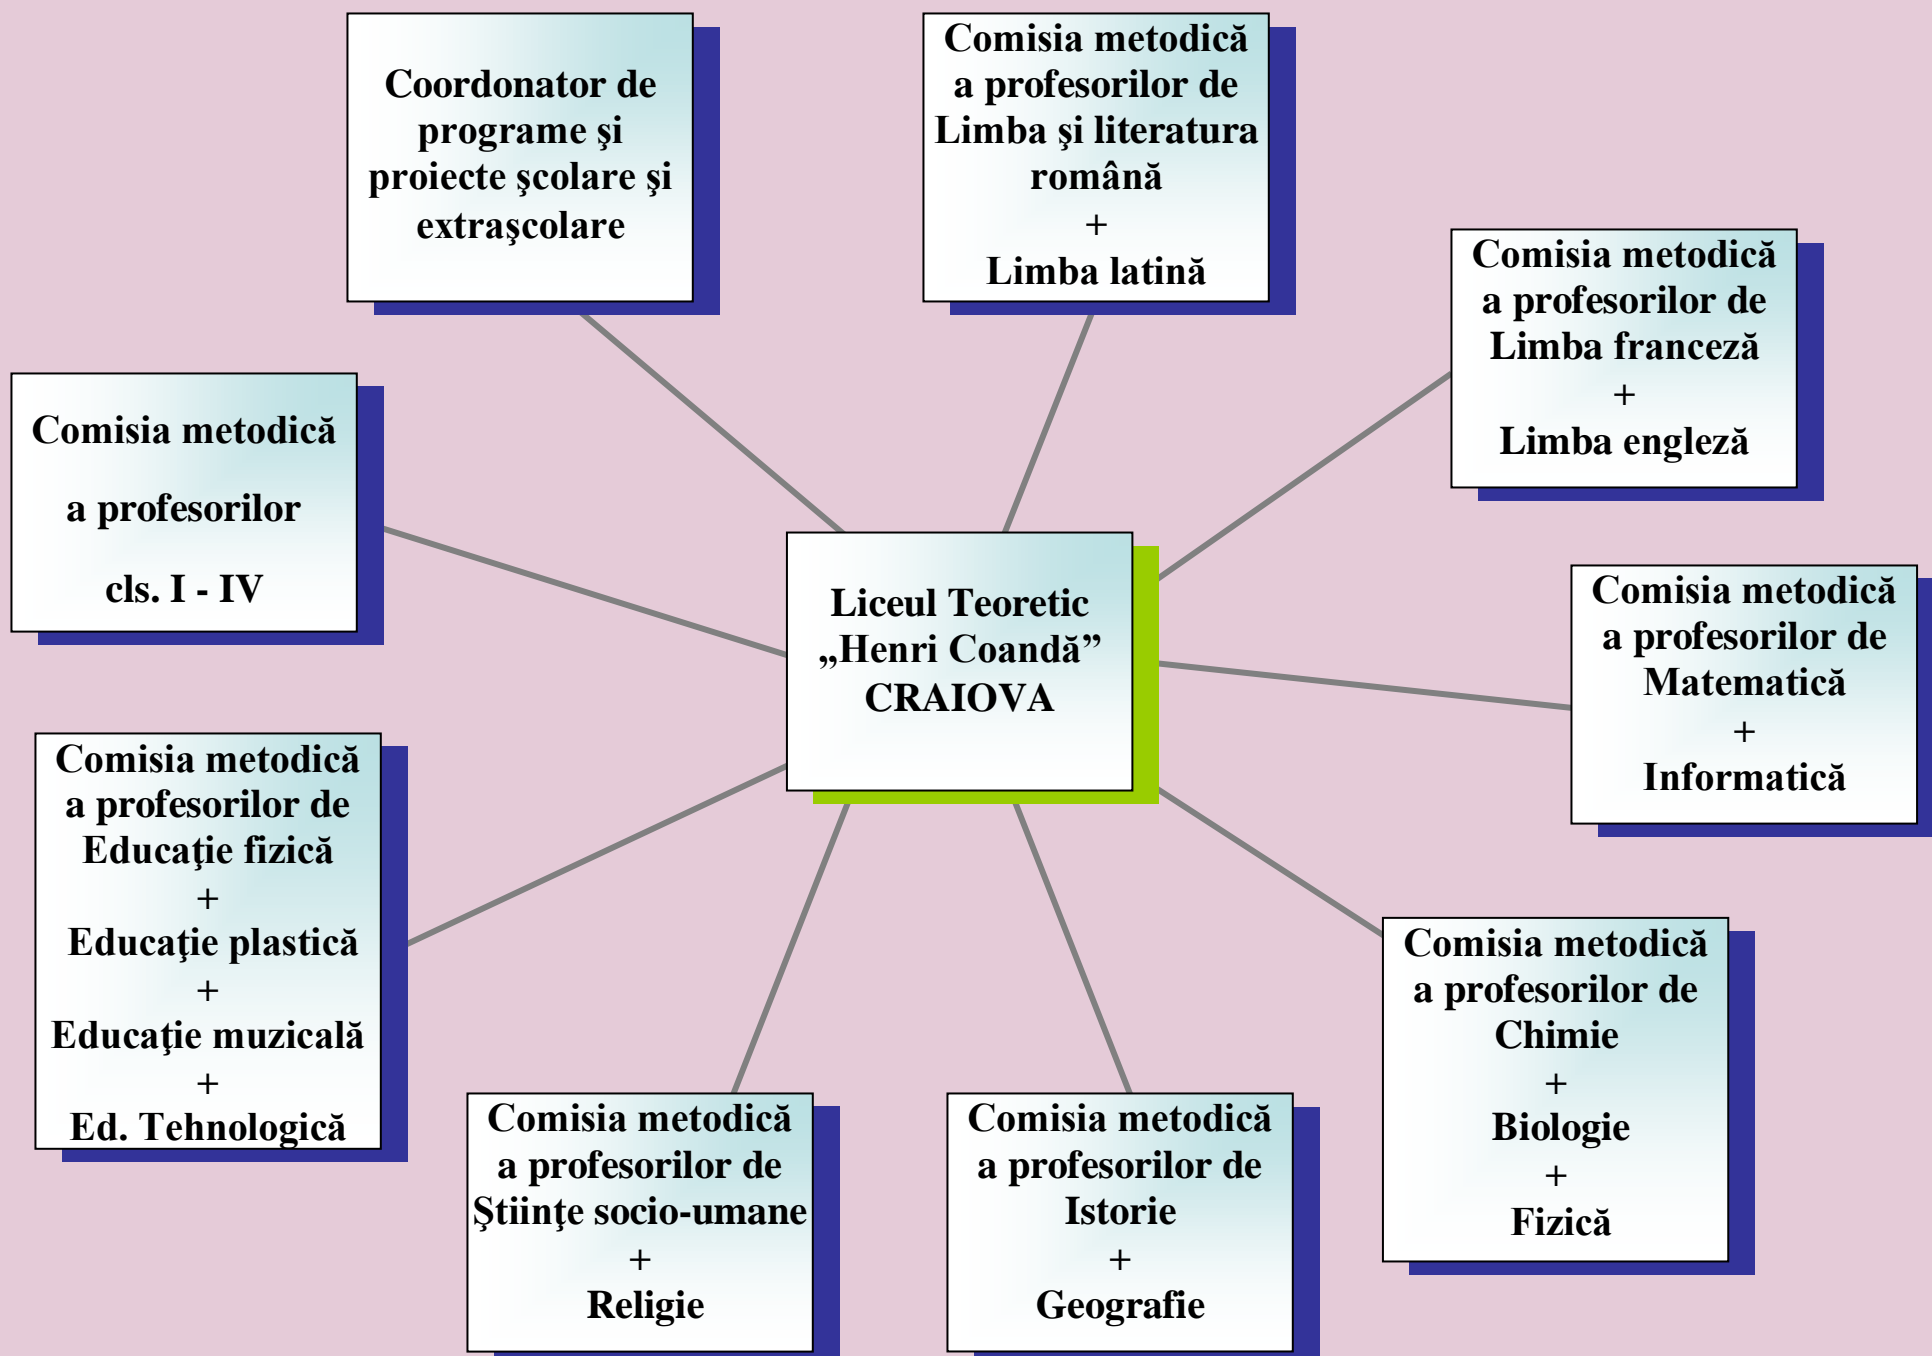 Coordonator de
programe şi
proiecte şcolare şi
extraşcolare
Comisia metodică
a profesorilor de
Limba şi literatura
română
+
Limba latină
Comisia metodică
a profesorilor de
Limba franceză
+
Limba engleză
Comisia metodică
a profesorilor
cls. I - IV
Liceul Teoretic
„Henri Coandă”
CRAIOVA
Comisia metodică
a profesorilor de
Matematică
+
Informatică
Comisia metodică
a profesorilor de
Educaţie fizică
+
Educaţie plastică
+
Educaţie muzicală
+
Ed. Tehnologică
Comisia metodică
a profesorilor de
Ştiinţe socio-umane
+
Religie
Comisia metodică
a profesorilor de
Istorie
+
Geografie
Comisia metodică
a profesorilor de
Chimie
+
Biologie
+
Fizică